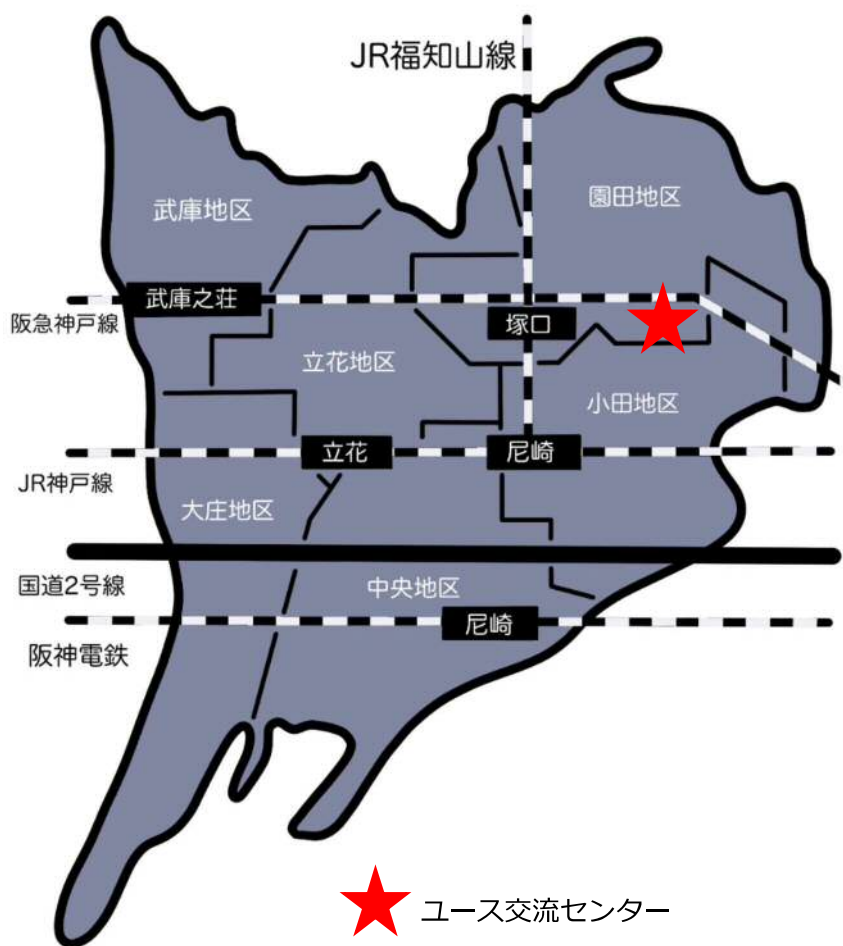 JR福知山線
武庫地区
園田地区
武庫之荘
阪急神戸線
塚口
立花地区
小田地区
立花
尼崎
JR神戸線
大庄地区
国道2号線
中央地区
尼崎
阪神電鉄
ユース交流センター